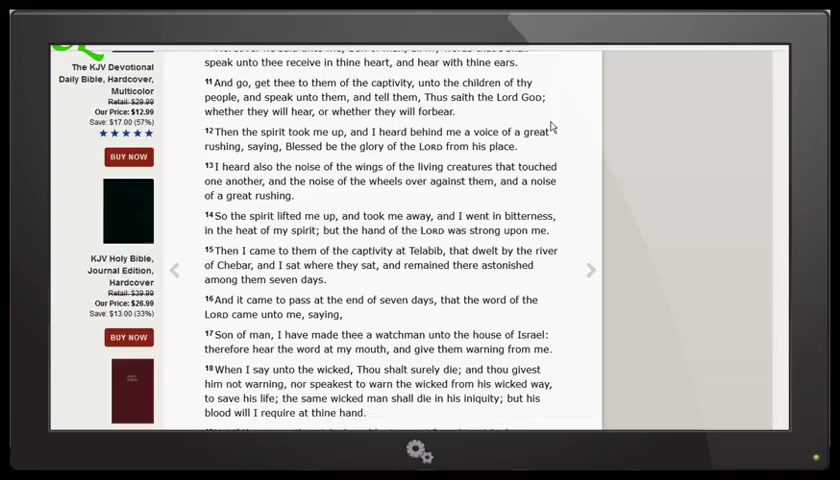 The KJV Devotional
Daily Bible, Hardcover,
Multicolor
Retail: $29.99
Our Price: $12.99
Save: $17.00 (57%)
BUY NOW
KJV Holy Bible,
Journal Edition,
Hardcover
Retail: $39.99
Our Price: $26.99
Save: $13.00 (33%)
BUY NOW
speak unto thee receive in thine heart, and hear with thine ears.
11 And go, get thee to them of the captivity, unto the children of thy
people, and speak unto them, and tell them, Thus saith the Lord GOD;
whether they will hear, or whether they will forbear.
12 Then the spirit took me up, and I heard behind me a voice of a great
rushing, saying, Blessed be the glory of the LORD from his place.
13 I heard also the noise of the wings of the living creatures that touched
one another, and the noise of the wheels over against them, and a noise
of a great rushing.
14 So the spirit lifted me up, and took me away, and I went in bitterness,
in the heat of my spirit; but the hand of the LORD was strong upon me.
15 Then I came to them of the captivity at Telabib, that dwelt by the river
of Chebar, and I sat where they sat, and remained there astonished
among them seven days.
16 And it came to pass at the end of seven days, that the word of the
LORD came unto me, saying,
17 Son of man, I have made thee a watchman unto the house of Israel:
therefore hear the word at my mouth, and give them warning from me.
18 When I say unto the wicked, Thou shalt surely die; and thou givest
him not warning, nor speakest to warn the wicked from his wicked way,
to save his life; the same wicked man shall die in his iniquity; but his
blood will I require at thine hand.